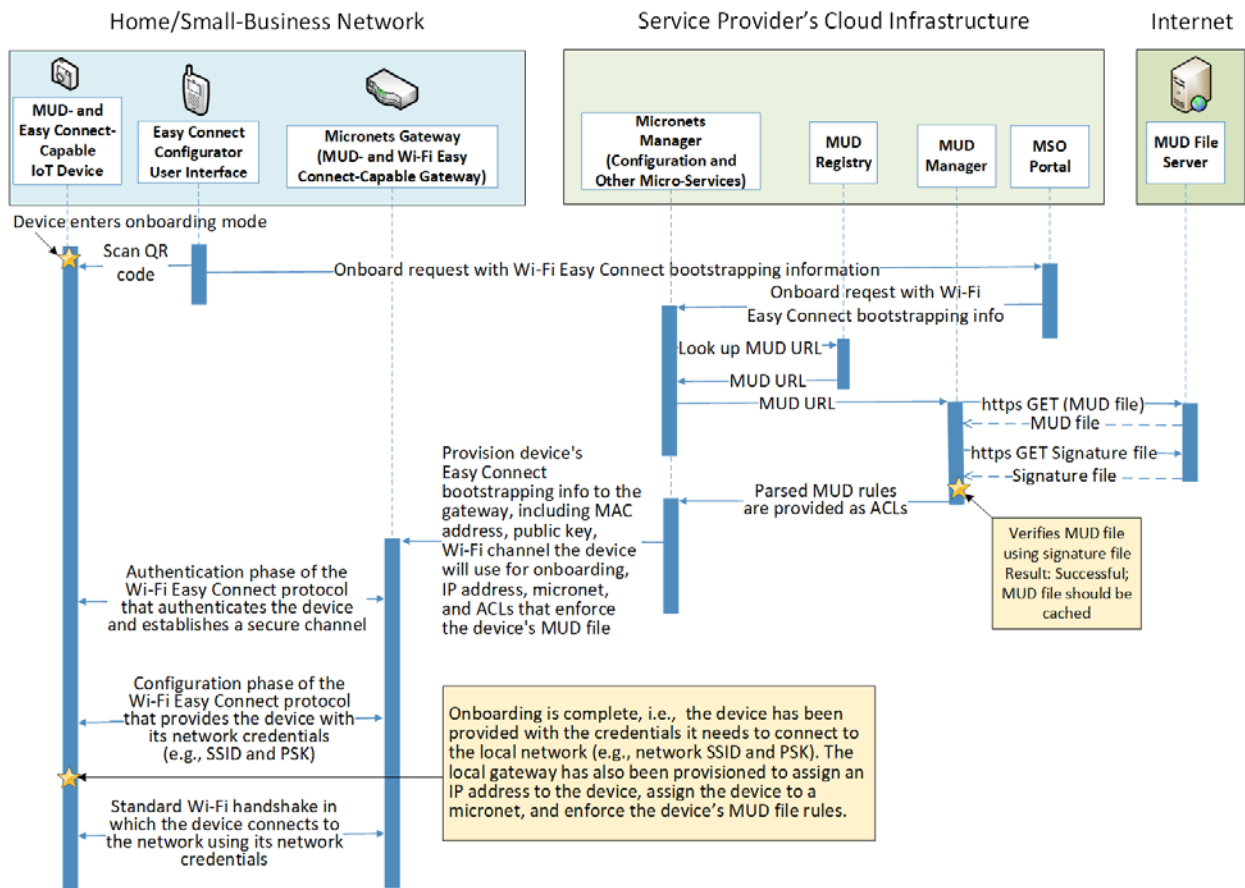 Home/Small-Business Network
Service Provider's Cloud Infrastructure
Internet
MUD- and
Easy Connect-
Capable
IoT Device
Easy Connect
Configurator
User Interface
Micronets Gateway
(MUD- and Wi-Fi Easy
Connect-Capable Gateway)
Micronets
Manager
(Configuration and
Other Micro-Services)
MUD
Registry
MUD
Manager
MSO
Portal
MUD File
Server
Device enters onboarding mode
Scan QR
code
Onboard request with Wi-Fi Easy Connect bootstrapping information
Onboard reqest with Wi-Fi
Easy Connect bootstrapping info
Look up MUD URL
MUD URL
MUD URL
https GET (MUD file)
MUD file
https GET Signature file
Signature file
Parsed MUD rules
are provided as ACLs
Verifies MUD file
using signature file
Result: Successful;
MUD file should be
cached
Provision device's
Easy Connect
bootstrapping info to the
gateway, including MAC
address, public key,
Wi-Fi channel the device
will use for onboarding,
IP address, micronet,
and ACLs that enforce
the device's MUD file
Authentication phase of the
Wi-Fi Easy Connect protocol
that authenticates the device
and establishes a secure channel
Configuration phase of the
Wi-Fi Easy Connect protocol
that provides the device with
its network credentials
(e.g., SSID and PSK)
Onboarding is complete, i.e., the device has been
provided with the credentials it needs to connect to
the local network (e.g., network SSID and PSK). The
local gateway has also been provisioned to assign an
IP address to the device, assign the device to a
micronet, and enforce the device's MUD file rules.
Standard Wi-Fi handshake in
which the device connects to
the network using its network
credentials